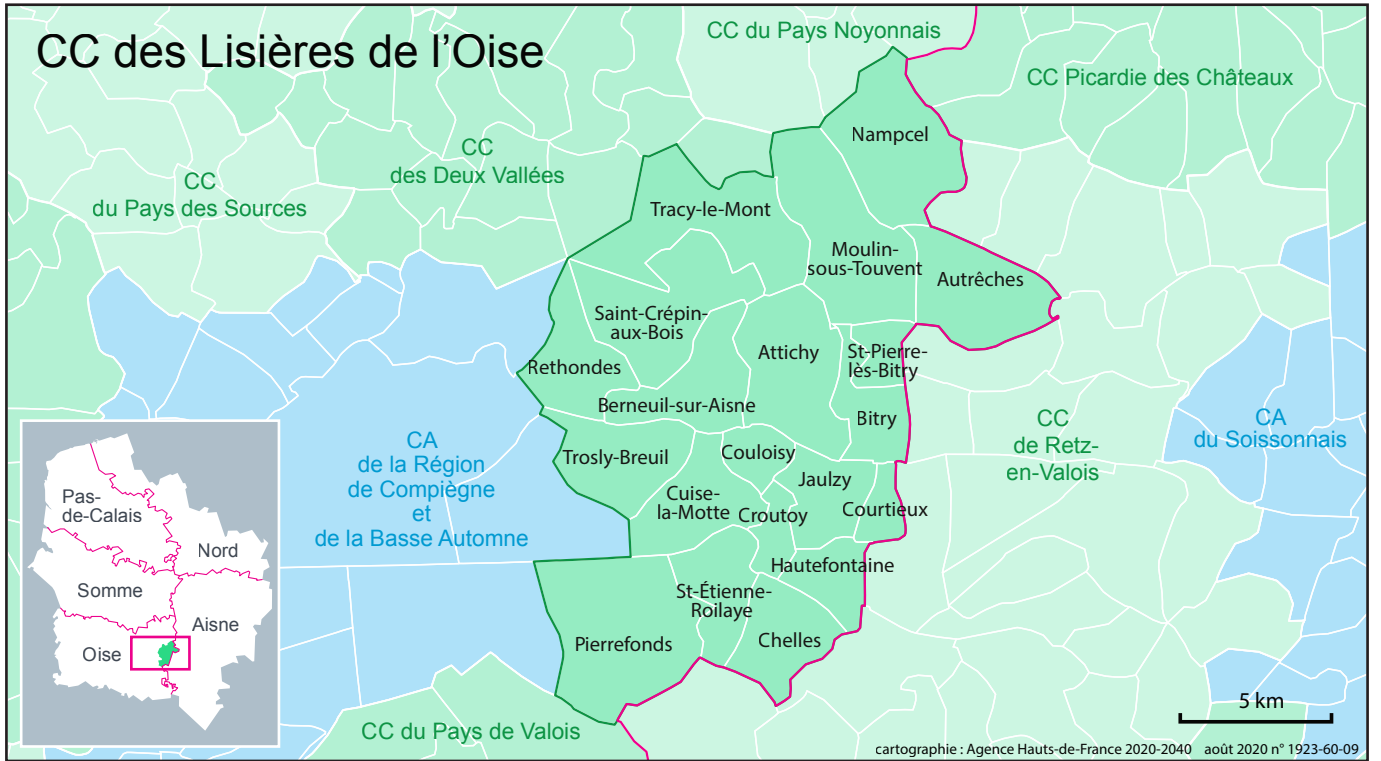 CC des Lisières de l’Oise
CC du Pays Noyonnais
CC Picardie des Châteaux
CC
des Deux Vallées
CC
du Pays des Sources
Nampcel
Tracy-le-Mont
Moulin-
sous-Touvent
Autrêches
Saint-Crépin-
aux-Bois
Attichy
St-Pierre-
lès-Bitry
Rethondes
Berneuil-sur-Aisne
Bitry
CC
de Retz-
en-Valois
CA
du Soissonnais
CA
de la Région
de Compiègne
et
de la Basse Automne
Trosly-Breuil
Couloisy
Jaulzy
Cuise-
la-Motte
Croutoy
Courtieux
Hautefontaine
St-Étienne-
Roilaye
Pierrefonds
Chelles
CC du Pays de Valois
Pas-
de-Calais
Nord
Somme
Aisne
Oise
5 km
cartographie : Agence Hauts-de-France 2020-2040 août 2020 n° 1923-60-09